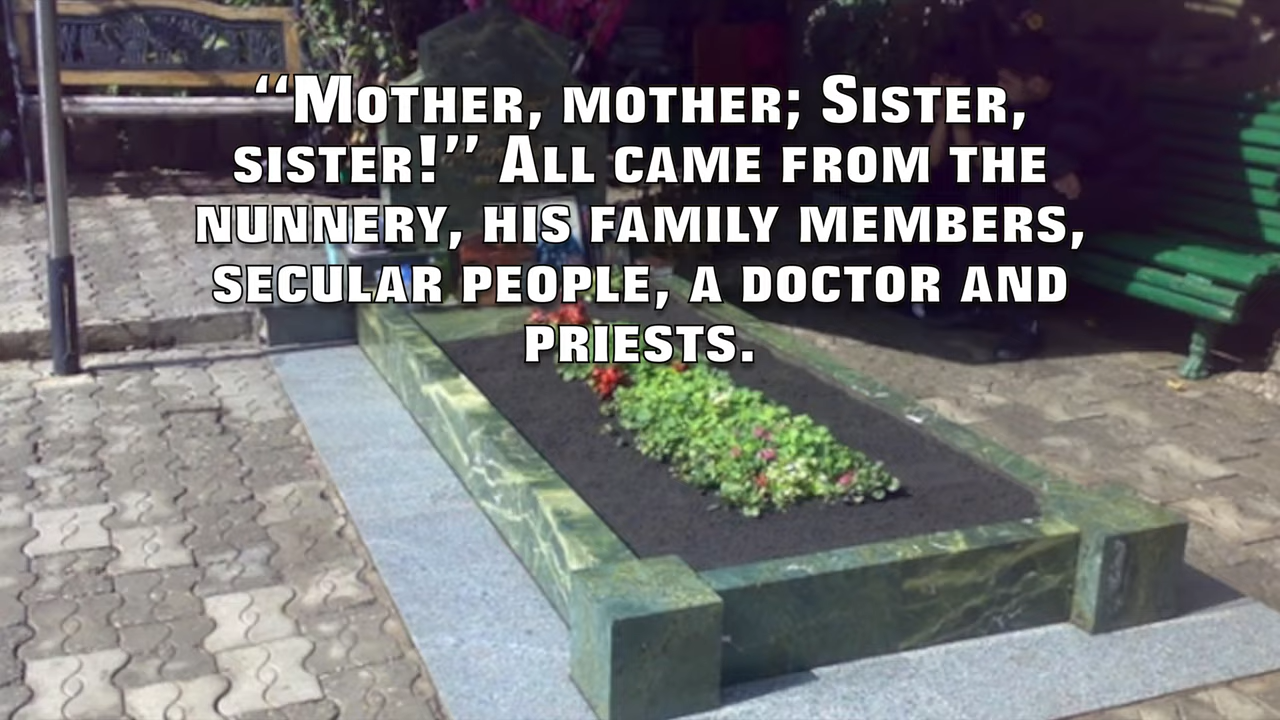 “Mother, mother; Sister,
sister!” All came from the
nunnery, his family members,
secular people, a doctor and
priests.